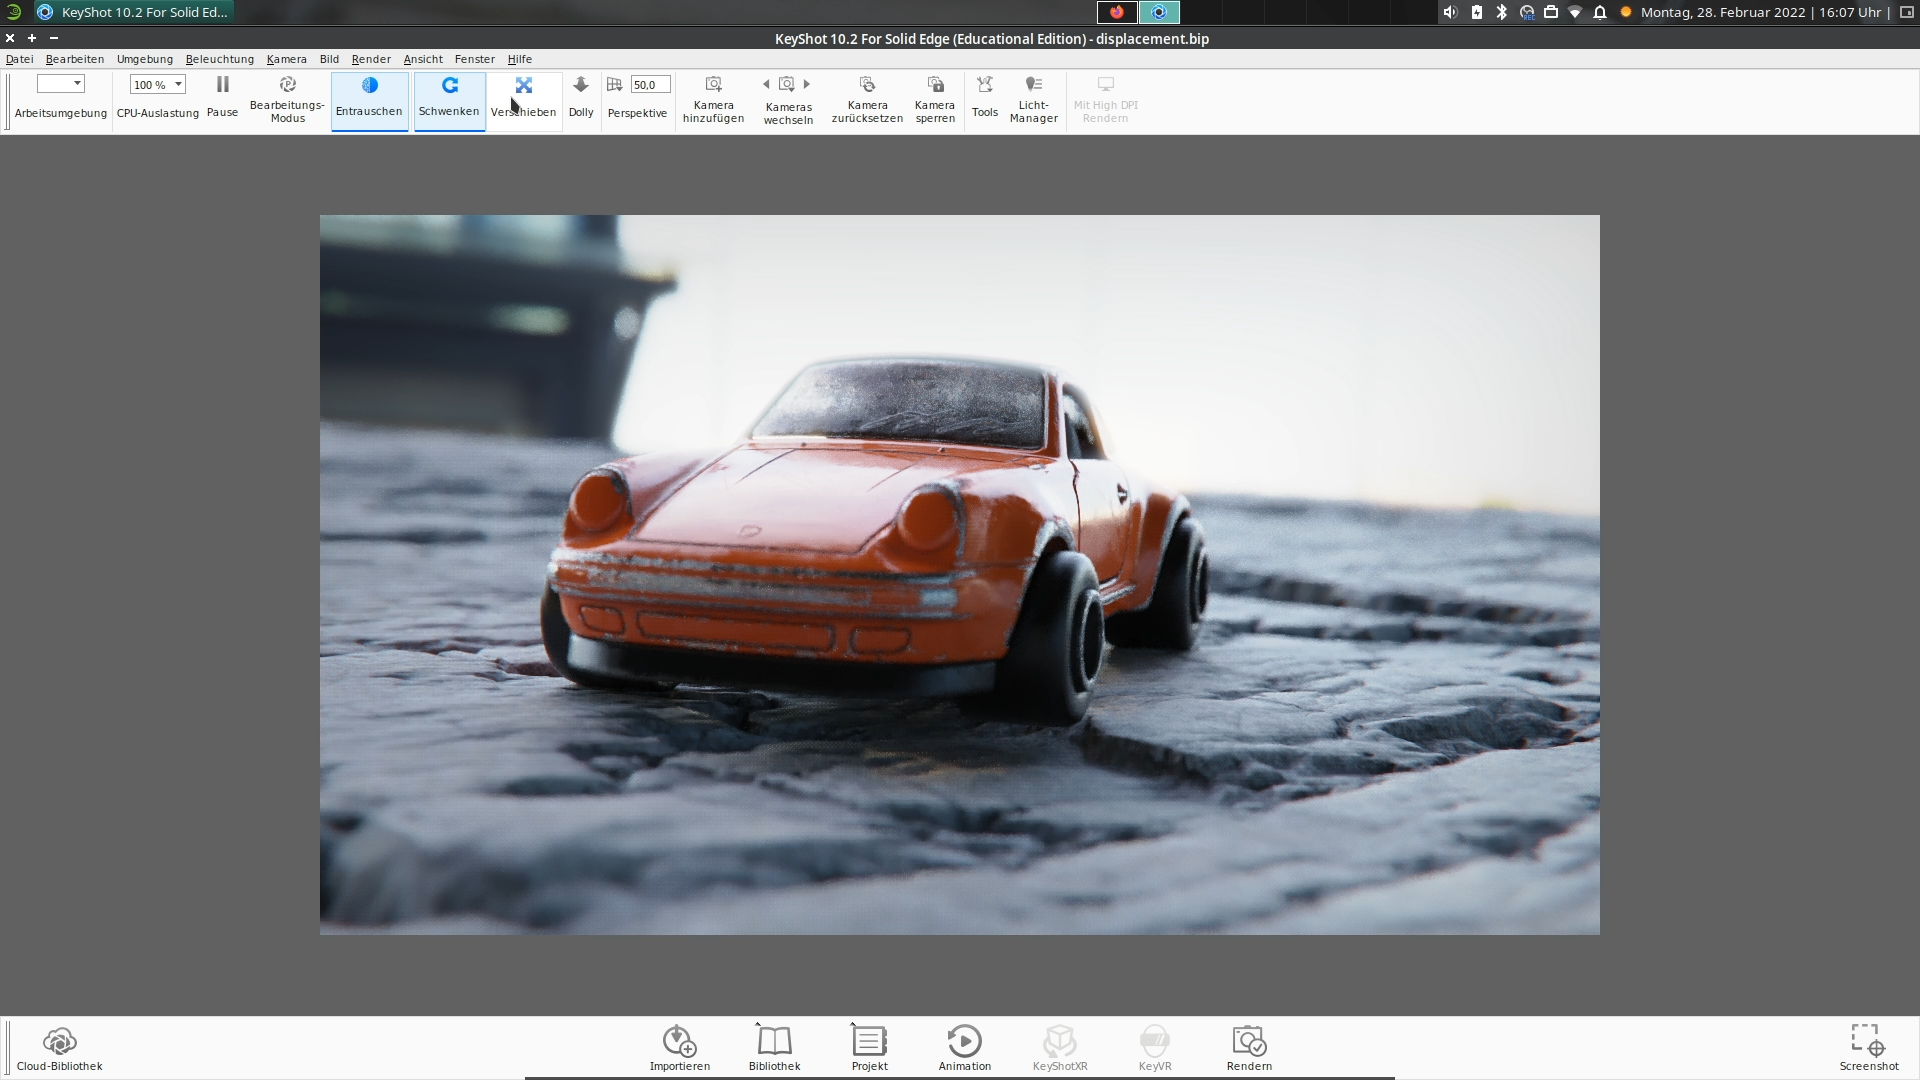 KeyShot 10.2 For Solid Ed...
REC
Montag, 28. Februar 2022 | 16:07 Uhr |
KeyShot 10.2 For Solid Edge (Educational Edition) - displacement.bip
Datei Bearbeiten Umgebung Beleuchtung Kamera Bild Render Ansicht Fenster Hilfe
100 %
50,0
Arbeitsumgebung
CPU-Auslastung
Pause
Bearbeitungs-
Modus
Entrauschen
Schwenken
Verschieben
Dolly
Perspektive
Kamera
hinzufügen
Kameras
wechseln
Kamera
zurücksetzen
Kamera
sperren
Tools
Licht-
Manager
Mit High DPI
Rendern
Cloud-Bibliothek
Importieren
Bibliothek
Projekt
Animation
KeyShotXR
KeyVR
Rendern
Screenshot